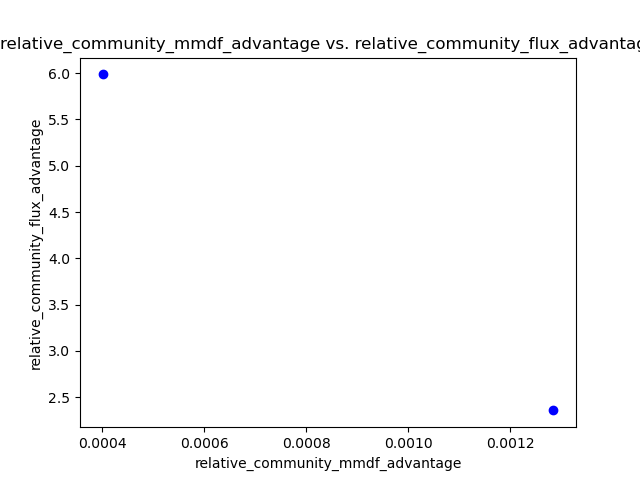 relative_community_mmdf_advantage vs. relative_community_flux_advantag
6.0
5.5
5.0
4.5
4.0
3.5
3.0
2.5
relative_community_flux_advantage
0.0004 0.0006 0.0008 0.0010 0.0012
relative_community_mmdf_advantage